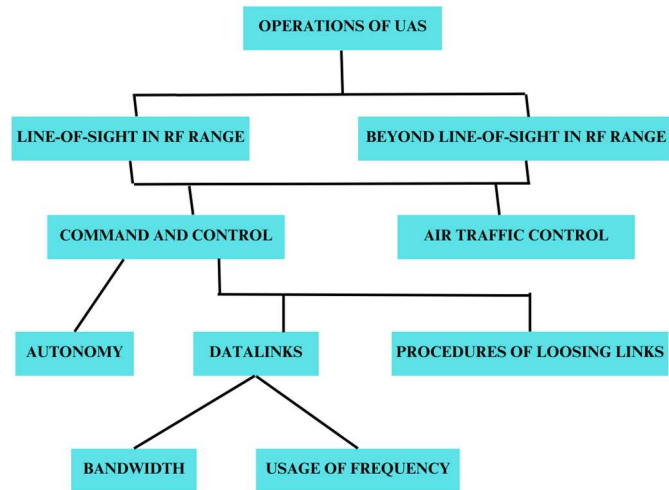 OPERATIONS OF UAS
LINE-OF-SIGHT IN RF RANGE
BEYOND LINE-OF-SIGHT IN RF RANGE
COMMAND AND CONTROL
AIR TRAFFIC CONTROL
AUTONOMY
DATALINKS
PROCEDURES OF LOOSING LINKS
BANDWIDTH
USAGE OF FREQUENCY